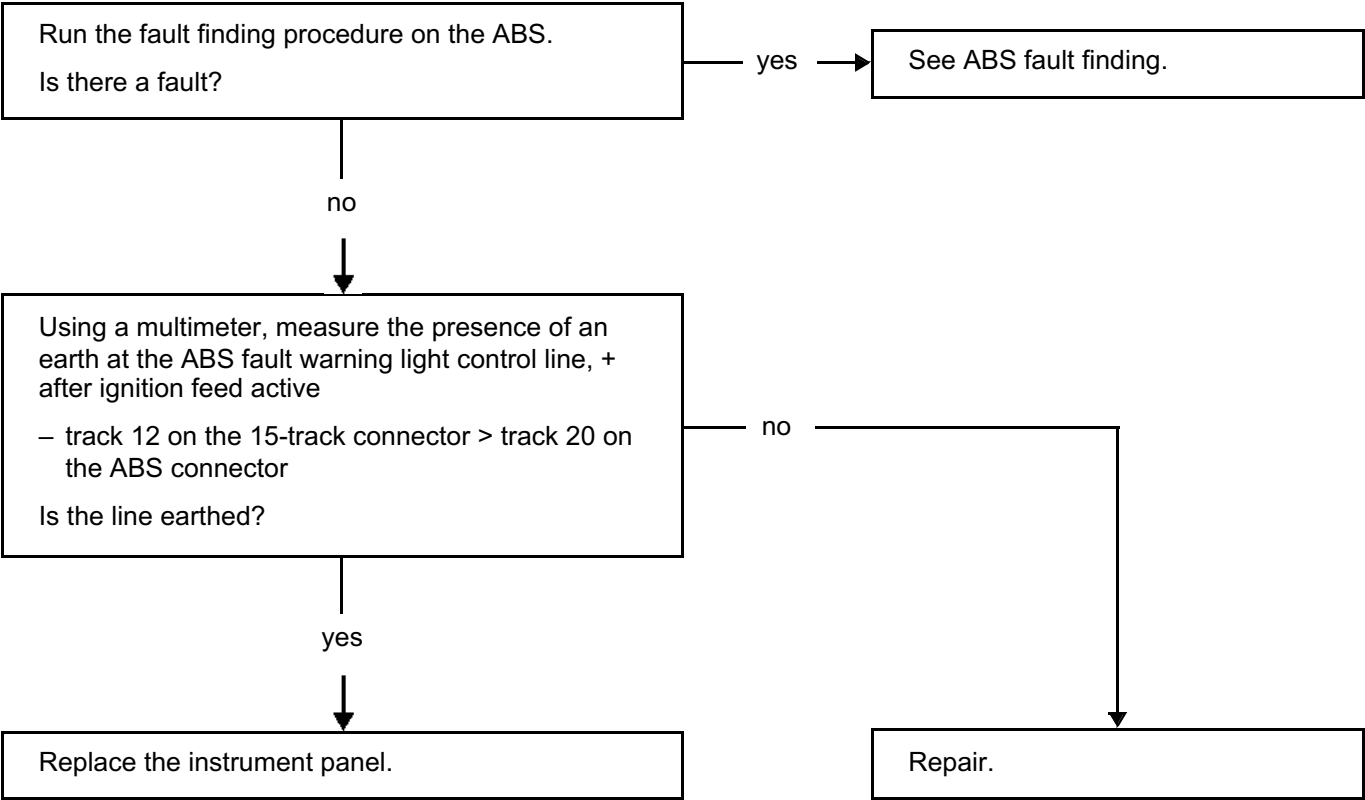 Run the fault finding procedure on the ABS.
Is there a fault?
yes
See ABS fault finding.
no
Using a multimeter, measure the presence of an
earth at the ABS fault warning light control line, +
after ignition feed active
– track 12 on the 15-track connector > track 20 on
the ABS connector
Is the line earthed?
no
yes
Replace the instrument panel.
Repair.